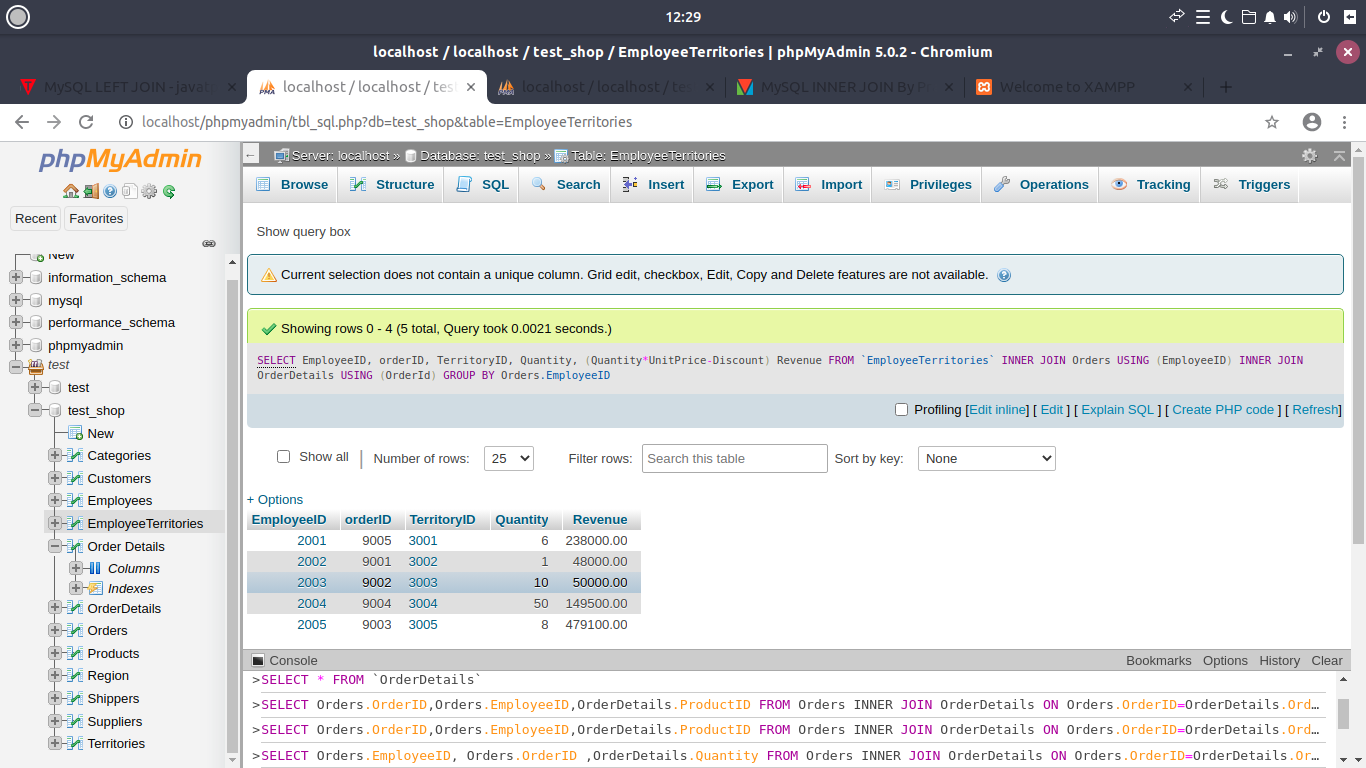 12:29
localhost / localhost / test_shop / EmployeeTerritories | phpMyAdmin 5.0.2 - Chromium
MySQL LEFT JOIN - javat
localhost / localhost / test
localhost / localhost / tes
MySQL INNER JOIN By P
Welcome to XAMPP
localhost/phpmyadmin/tbl_sql.php?db=test_shop&table=EmployeeTerritories
phpMyAdmin
Recent
Favorites
New
information_schema
mysql
performance_schema
phpmyadmin
test
test
test_shop
New
Categories
Customers
Employees
EmployeeTerritories
Order Details
Columns
Indexes
OrderDetails
Orders
Products
Region
Shippers
Suppliers
Territories
Server: localhost » Database: test_shop » Table: EmployeeTerritories
Browse Structure SQL Search Insert Export Import Privileges Operations Tracking Triggers
Show query box
Current selection does not contain a unique column. Grid edit, checkbox, Edit, Copy and Delete features are not available.
Showing rows 0 - 4 (5 total, Query took 0.0021 seconds.)
SELECT EmployeeID, orderID, TerritoryID, Quantity, (Quantity*UnitPrice-Discount) Revenue FROM `EmployeeTerritories` INNER JOIN Orders USING (EmployeeID) INNER JOIN
OrderDetails USING (OrderId) GROUP BY Orders.EmployeeID
Profiling [Edit inline] [ Edit ] [ Explain SQL ] [ Create PHP code ] [ Refresh]
Show all | Number of rows: 25 Filter rows: Search this table Sort by key: None
+ Options
EmployeeID orderID TerritoryID Quantity Revenue
2001 9005 3001 6 238000.00
2002 9001 3002 1 48000.00
2003 9002 3003 10 50000.00
2004 9004 3004 50 149500.00
2005 9003 3005 8 479100.00
Console Bookmarks Options History Clear
>SELECT * FROM `OrderDetails`
>SELECT Orders.OrderID,Orders.EmployeeID,OrderDetails.ProductID FROM Orders INNER JOIN OrderDetails ON Orders.OrderID=OrderDetails.Ord…
>SELECT Orders.OrderID,Orders.EmployeeID,OrderDetails.ProductID FROM Orders INNER JOIN OrderDetails ON Orders.OrderID=OrderDetails.Ord…
>SELECT Orders.EmployeeID, Orders.OrderID ,OrderDetails.Quantity FROM Orders INNER JOIN OrderDetails ON Orders.OrderID=OrderDetails.Or…